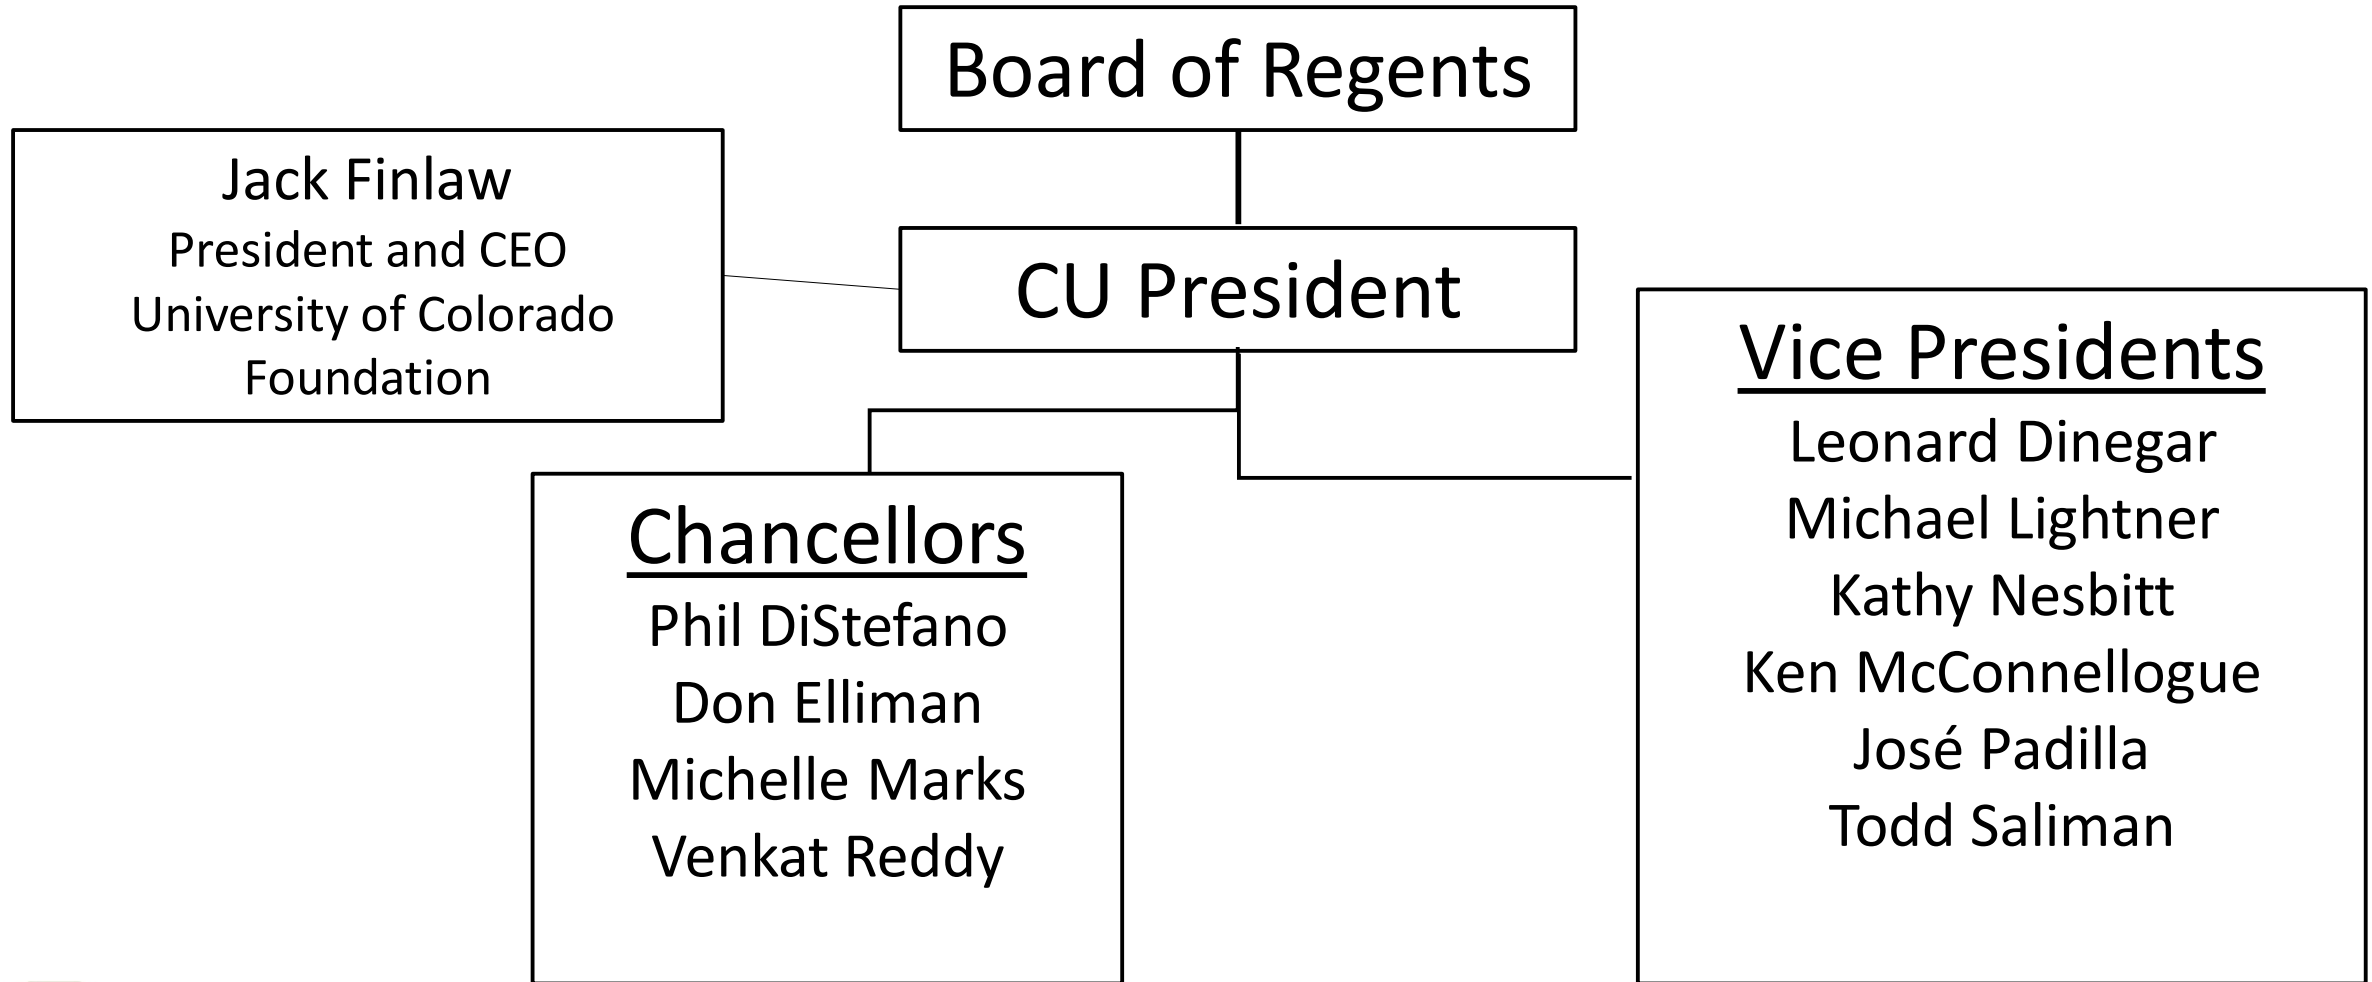 Board of Regents
Jack Finlaw
President and CEO
University of Colorado
Foundation
CU President
Vice Presidents
Leonard Dinegar
Michael Lightner
Kathy Nesbitt
Ken McConnellogue
José Padilla
Todd Saliman
Chancellors
Phil DiStefano
Don Elliman
Michelle Marks
Venkat Reddy